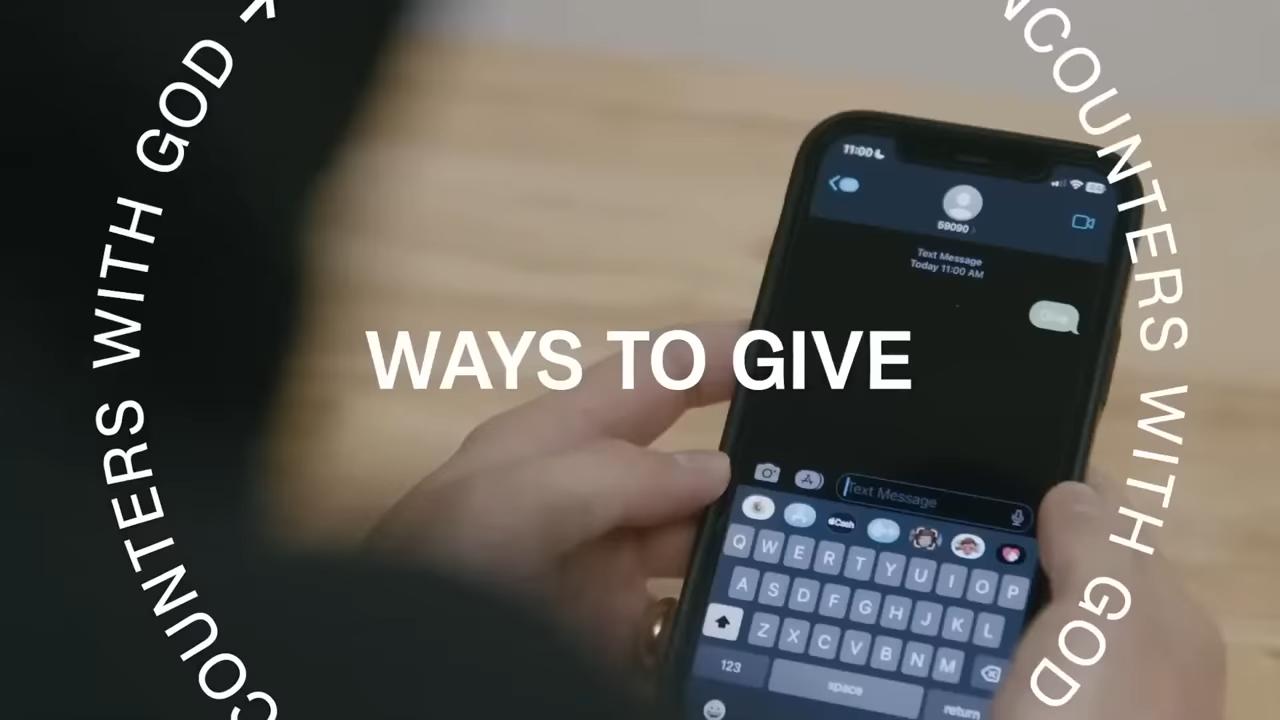 COUNTERS WITH GOD
NCOUNTERS WITH GOD
WAYS TO GIVE
11:00
59090
Text Message
Today 11:00 AM
Text Message
Cash
Q W E R T Y U I O P
A S D F G H J K L
Z X C V B N M
123
space
return